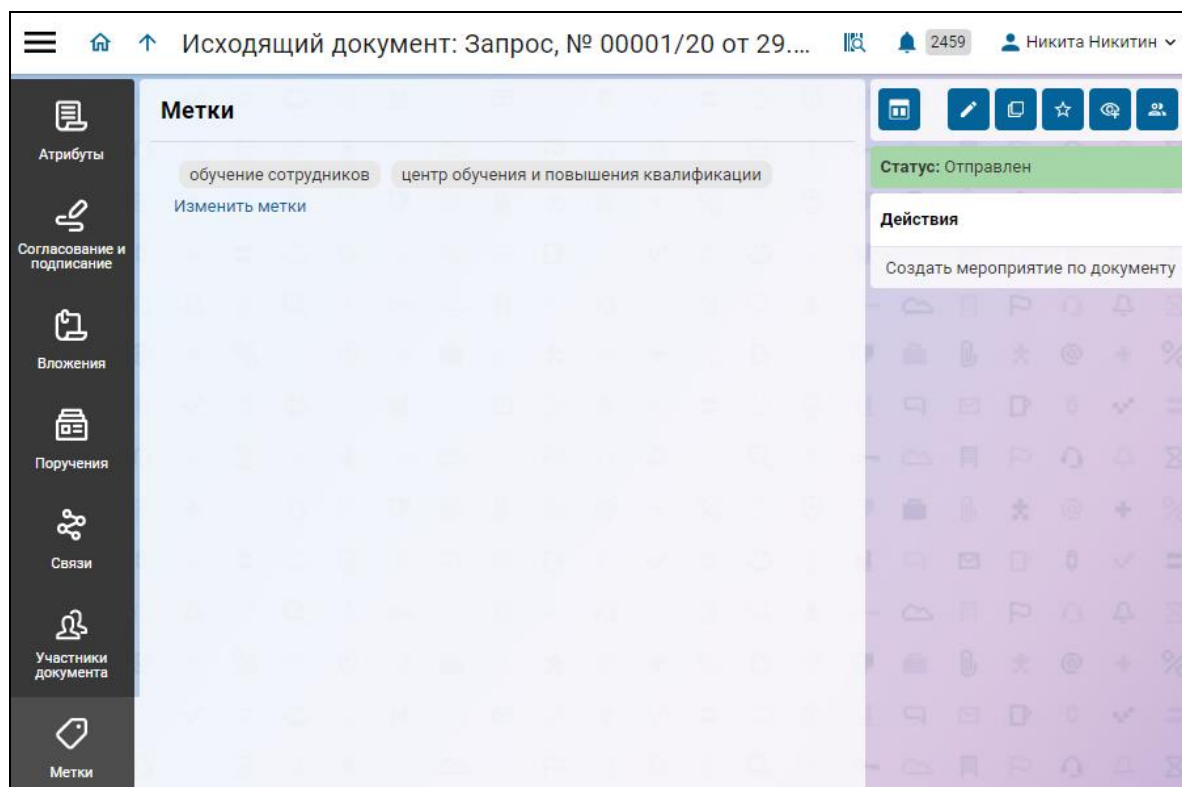 Исходящий документ: Запрос, № 00001/20 от 29....
2459
Никита Никитин
Атрибуты
Согласование и
подписание
Вложения
Поручения
Связи
Участники
документа
Метки
Метки
обучение сотрудников
центр обучения и повышения квалификации
Изменить метки
Статус: Отправлен
Действия
Создать мероприятие по документу